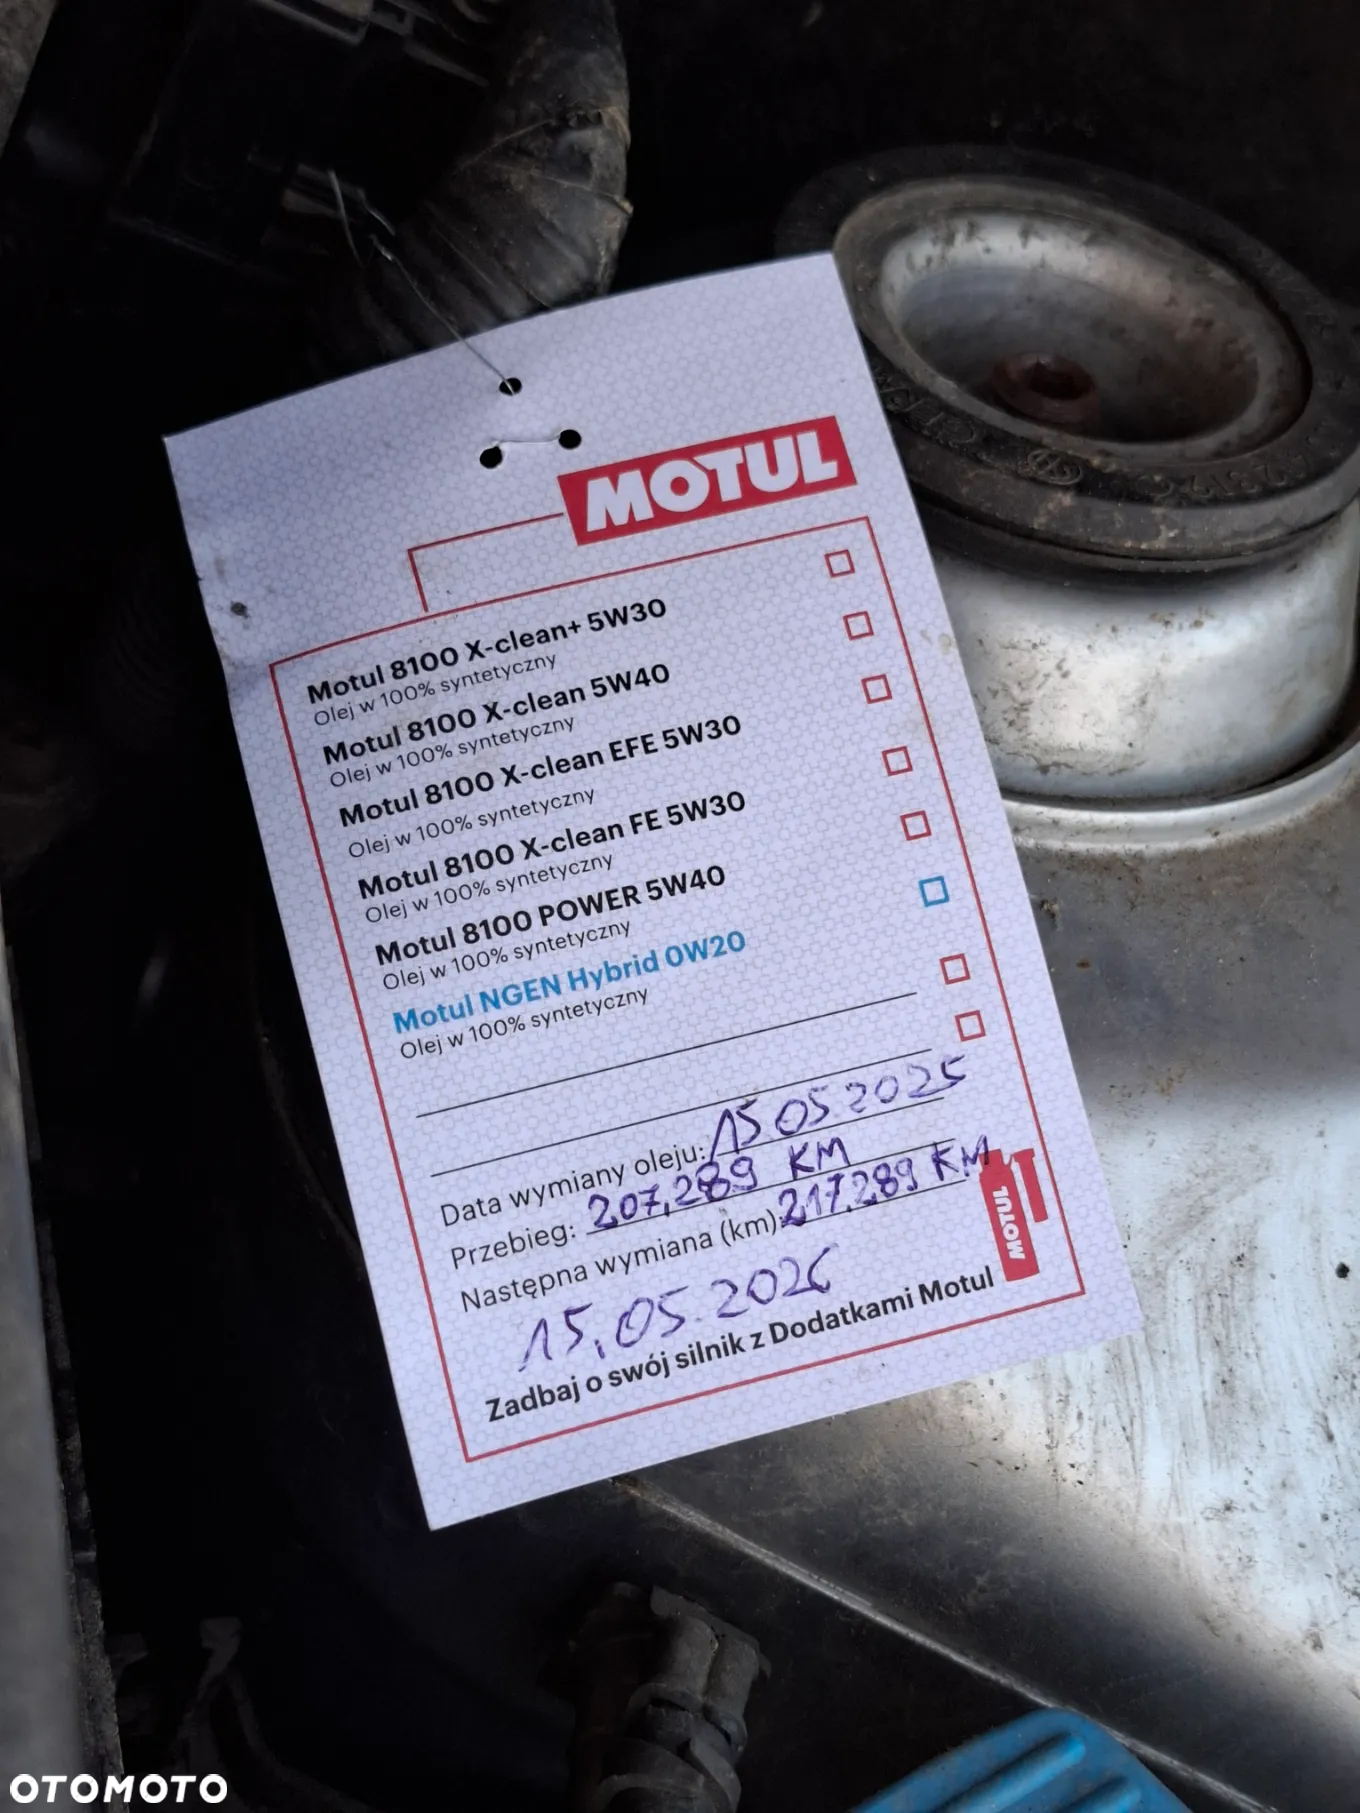 MOTUL
Motul 8100 X-clean+ 5W30
Olej w 100% syntetyczny
Motul 8100 X-clean 5W40
Olej w 100% syntetyczny
Motul 8100 X-clean EFE 5W30
Olej w 100% syntetyczny
Motul 8100 X-clean FE 5W30
Olej w 100% syntetyczny
Motul 8100 POWER 5W40
Olej w 100% syntetyczny
Motul NGEN Hybrid 0W20
Olej w 100% syntetyczny
Data wymiany oleju: 15 05.2025
Przebieg: 207,289 KM
Następna wymiana (km): 217.289 KM
15.05.2026
MOTUL
Zadbaj o swój silnik z Dodatkami Motul
OTOMOTO